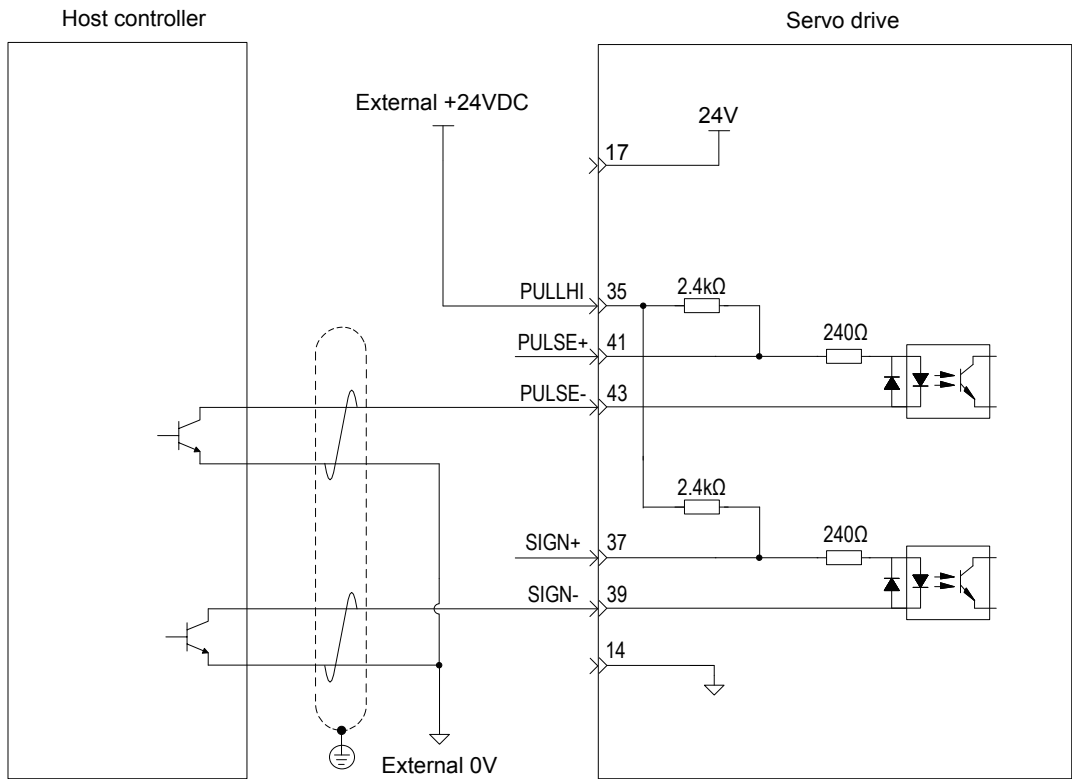 Host controller
Servo drive
External +24VDC
24V
17
PULLHI
35
2.4kΩ
PULSE+
41
240Ω
PULSE-
43
2.4kΩ
SIGN+
37
240Ω
SIGN-
39
14
External 0V